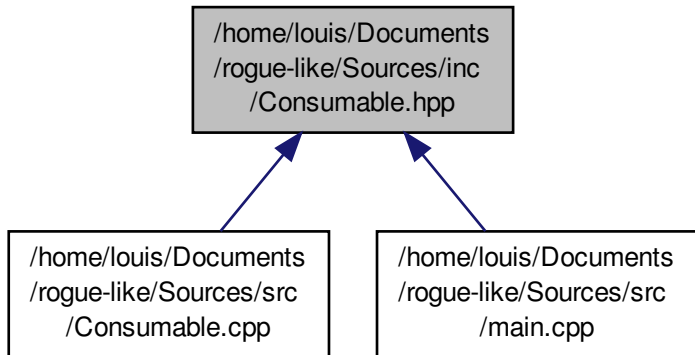 /home/louis/Documents
/rogue-like/Sources/inc
/Consumable.hpp
/home/louis/Documents
/rogue-like/Sources/src
/Consumable.cpp
/home/louis/Documents
/rogue-like/Sources/src
/main.cpp